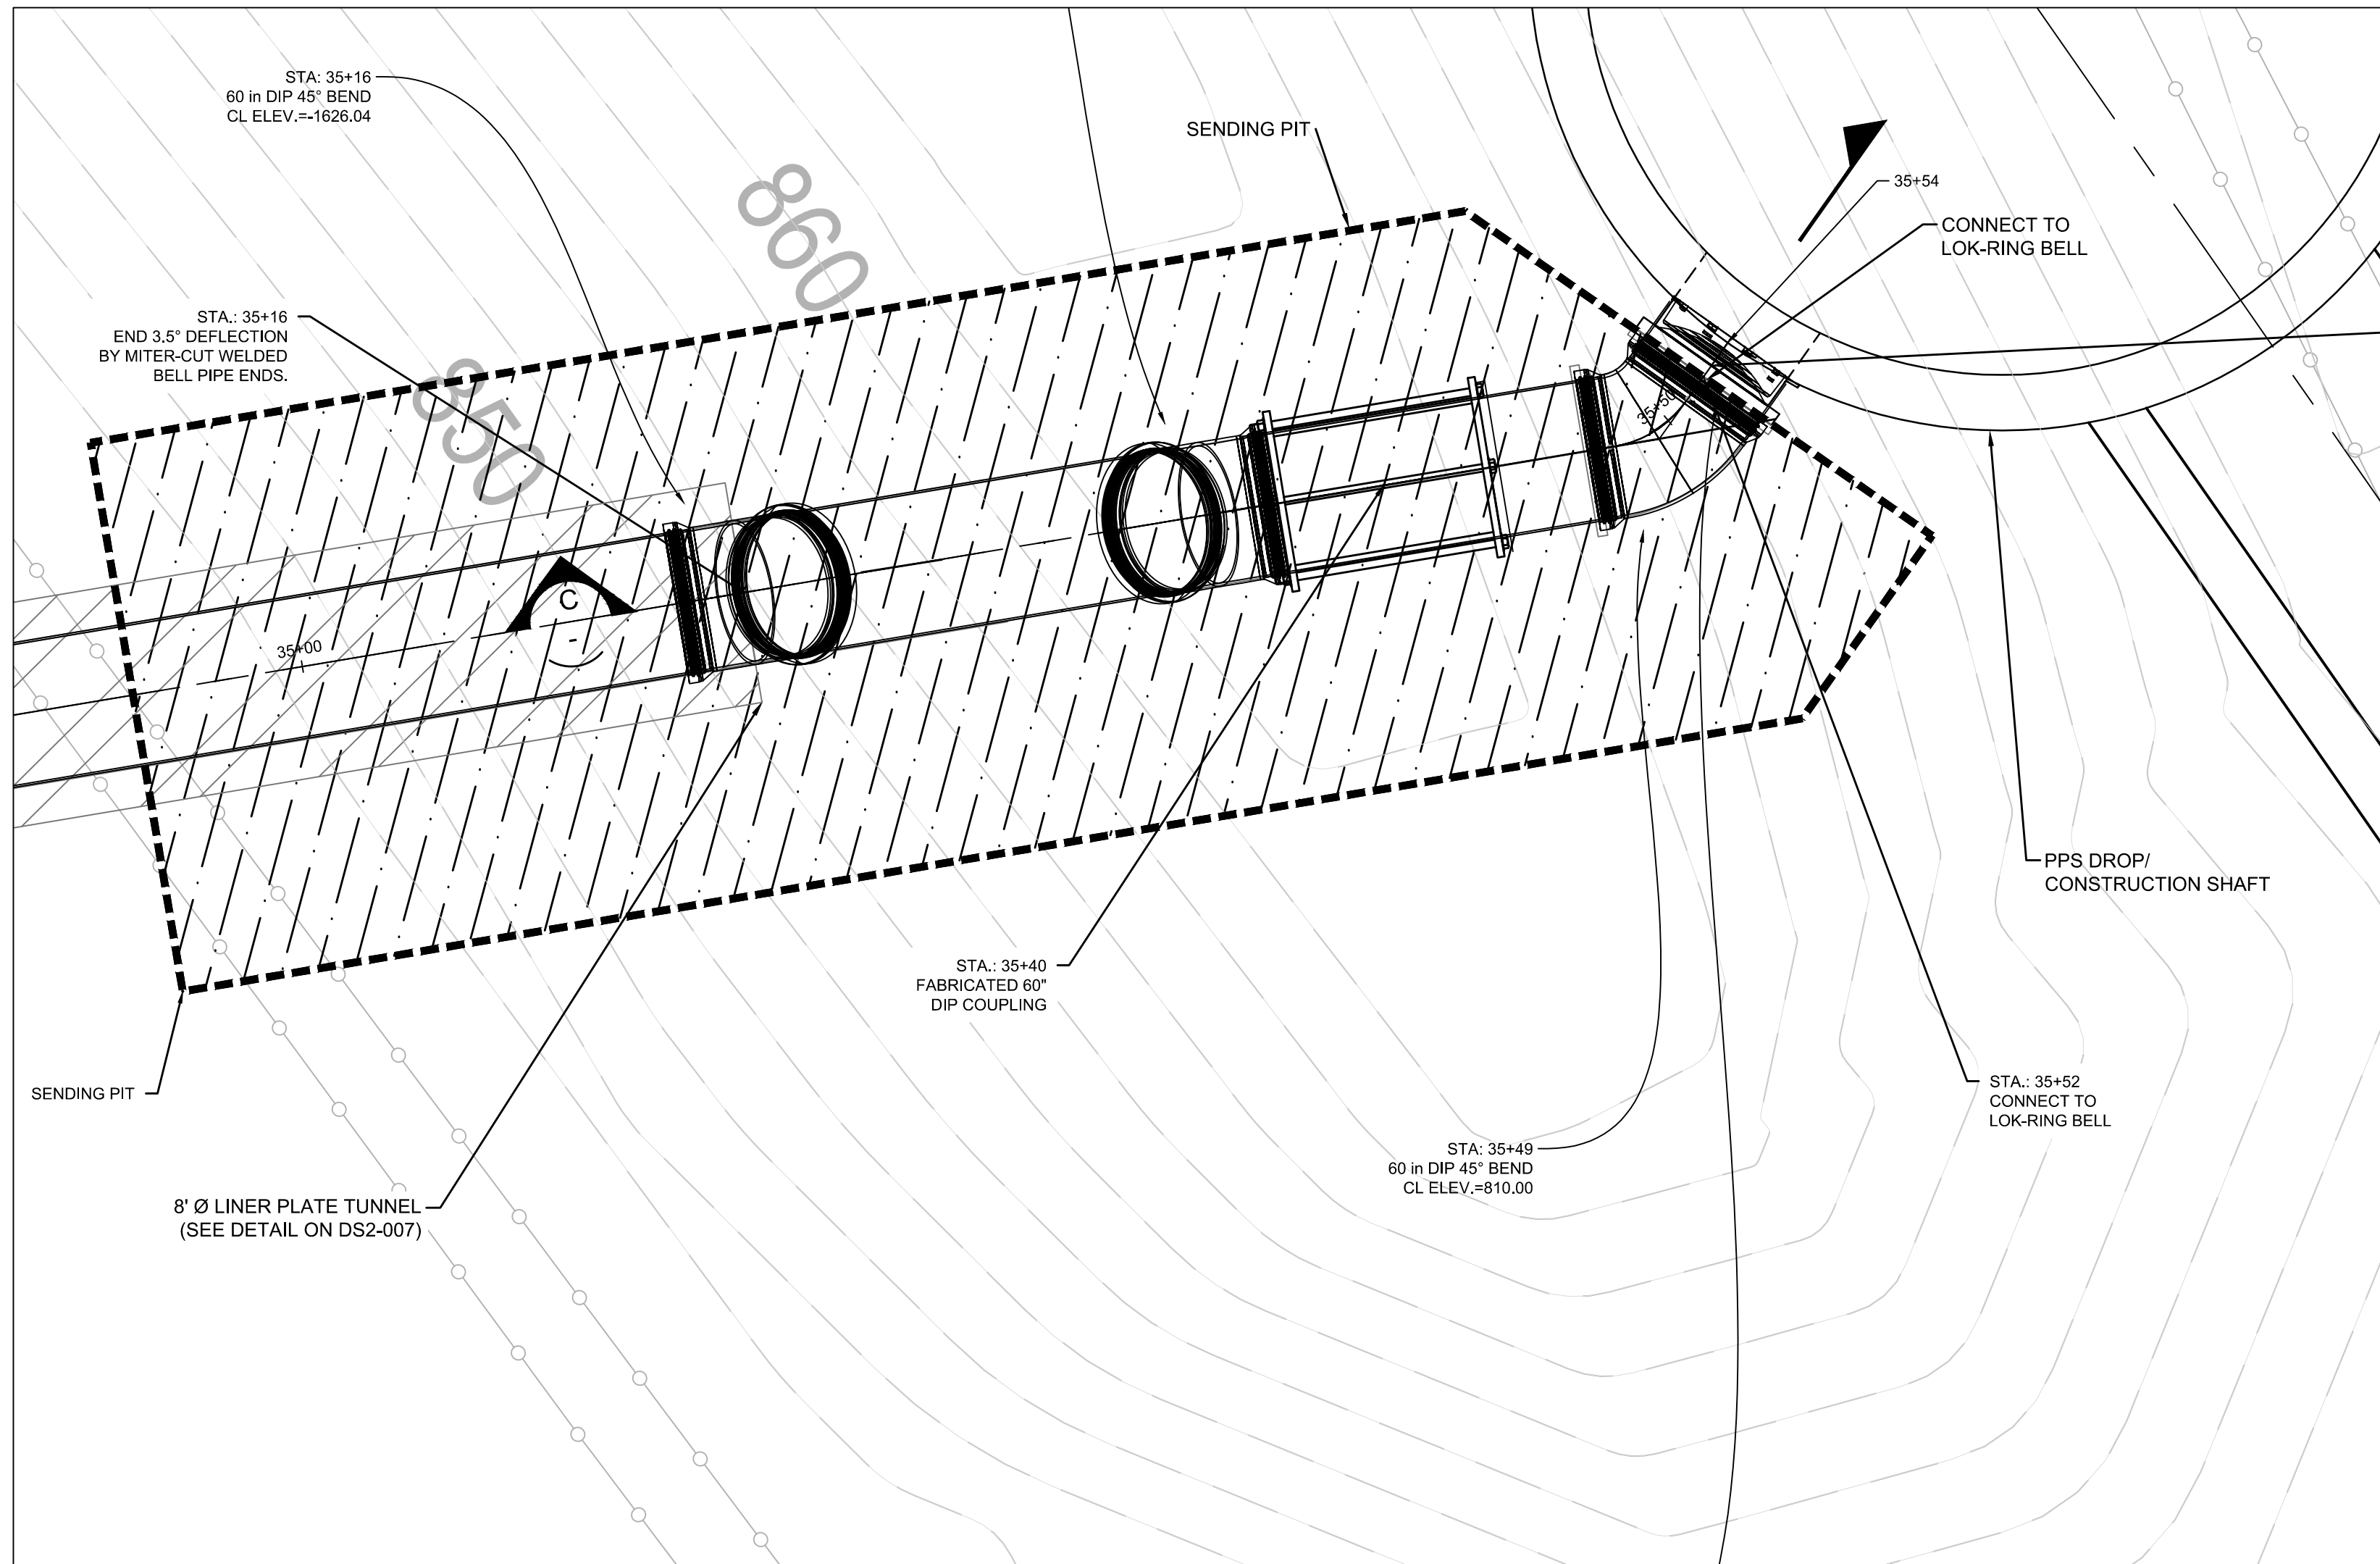 STA: 35+16
60 in DIP 45° BEND
CL ELEV.=-1626.04
SENDING PIT
860
35+54
CONNECT TO
LOK-RING BELL
STA.: 35+16
END 3.5° DEFLECTION
BY MITER-CUT WELDED
BELL PIPE ENDS.
850
35+50
C
-
35+00
PPS DROP/
CONSTRUCTION SHAFT
STA.: 35+40
FABRICATED 60"
DIP COUPLING
SENDING PIT
STA.: 35+52
CONNECT TO
LOK-RING BELL
STA: 35+49
60 in DIP 45° BEND
CL ELEV.=810.00
8' Ø LINER PLATE TUNNEL
(SEE DETAIL ON DS2-007)